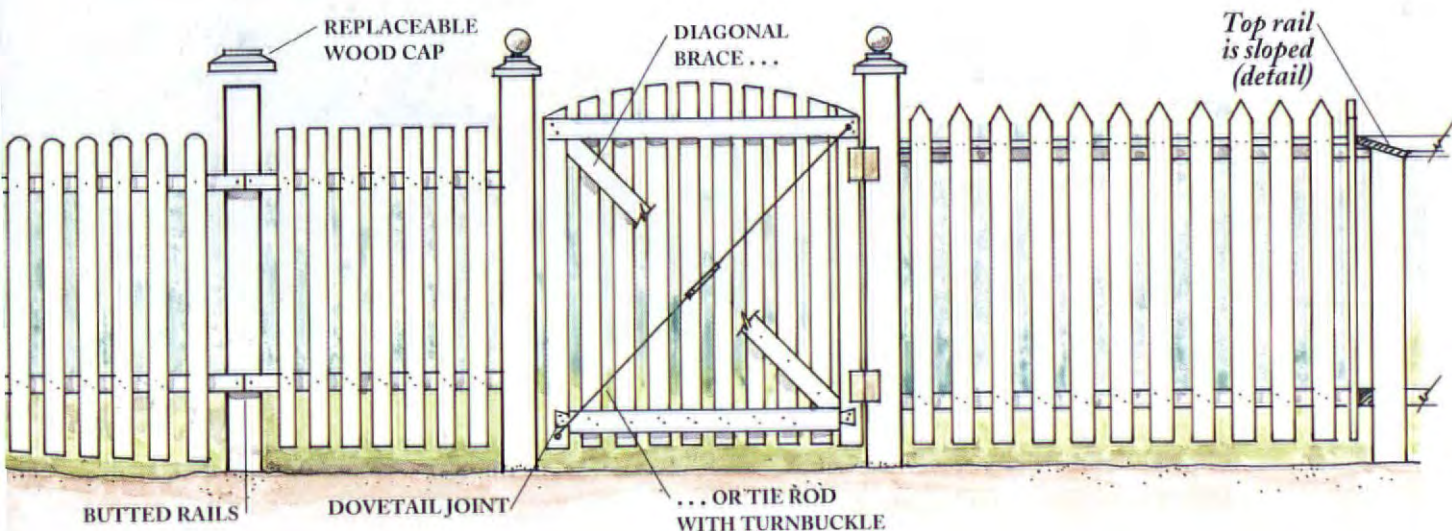 REPLACEABLE
WOOD CAP
DIAGONAL
BRACE . . .
Top rail
is sloped
(detail)
BUTTED RAILS
DOVETAIL JOINT
. . . OR TIE ROD
WITH TURNBUCKLE